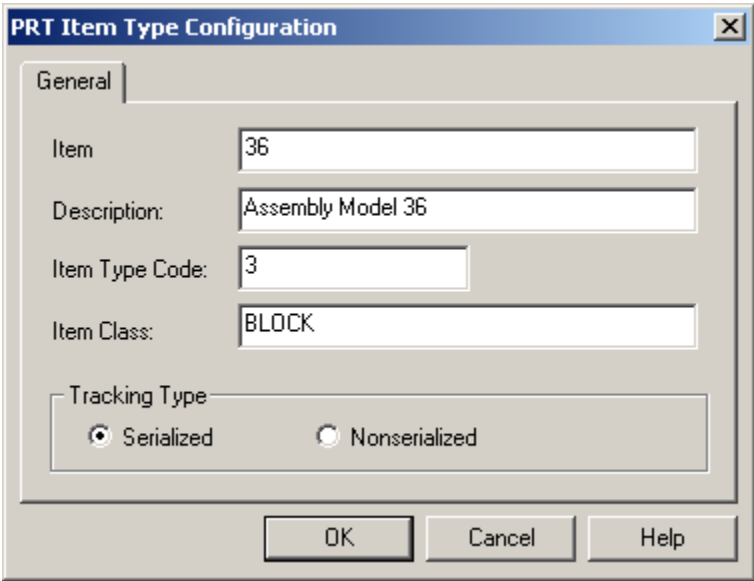 PRT Item Type Configuration
General
Item 36
Description: Assembly Model 36
Item Type Code: 3
Item Class: BLOCK
Tracking Type
Serialized Nonserialized
OK Cancel Help